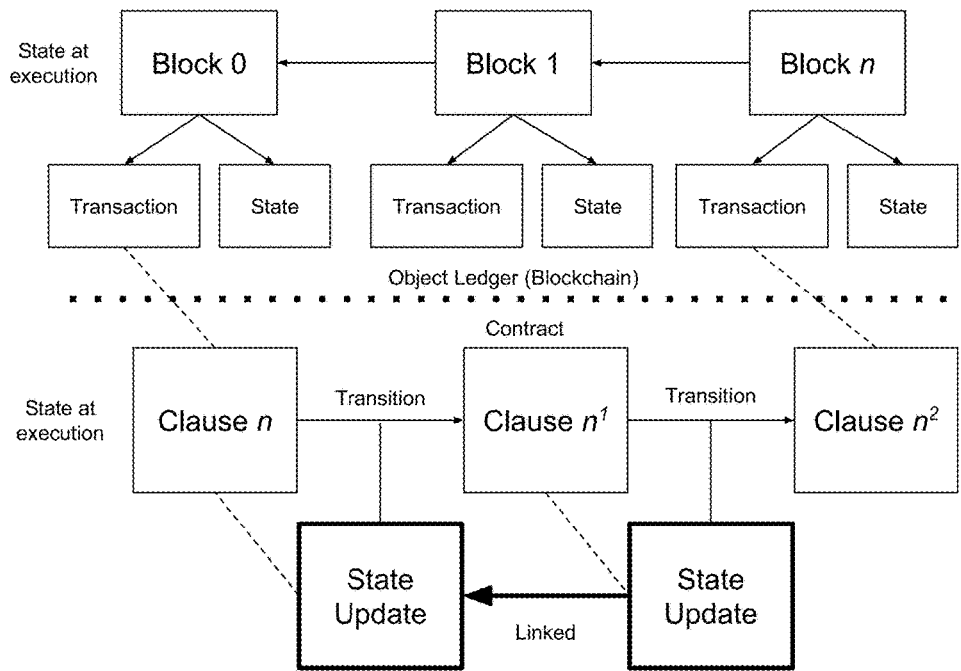 State at
execution
Block 0
Block 1
Block n
Transaction
State
Transaction
State
Transaction
State
Object Ledger (Blockchain)
Contract
State at
execution
Clause n
Transition
Clause n¹
Transition
Clause n²
State
Update
Linked
State
Update